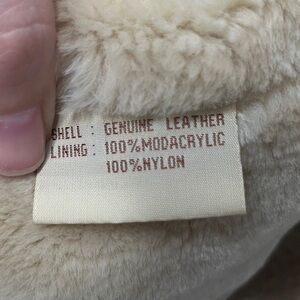 SHELL : GENUINE LEATHER
LINING : 100%MODACRYLIC
100%NYLON